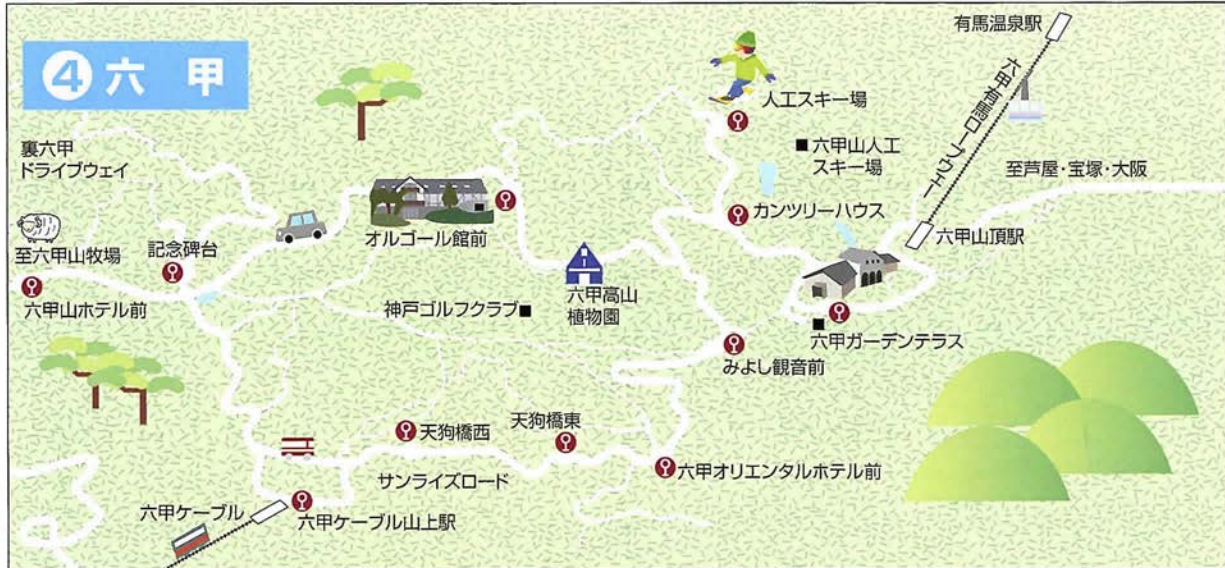 4 六甲
有馬温泉駅
六甲有馬ロープウェー
人工スキー場
六甲山人工
スキー場
至芦屋・宝塚・大阪
裏六甲
ドライブウェイ
カンツリーハウス
オルゴール館前
六甲山頂駅
至六甲山牧場
記念碑台
六甲山ホテル前
神戸ゴルフクラブ
六甲高山
植物園
六甲ガーデンテラス
みよし観音前
天狗橋西
天狗橋東
サンライズロード
六甲オリエンタルホテル前
六甲ケーブル
六甲ケーブル山上駅